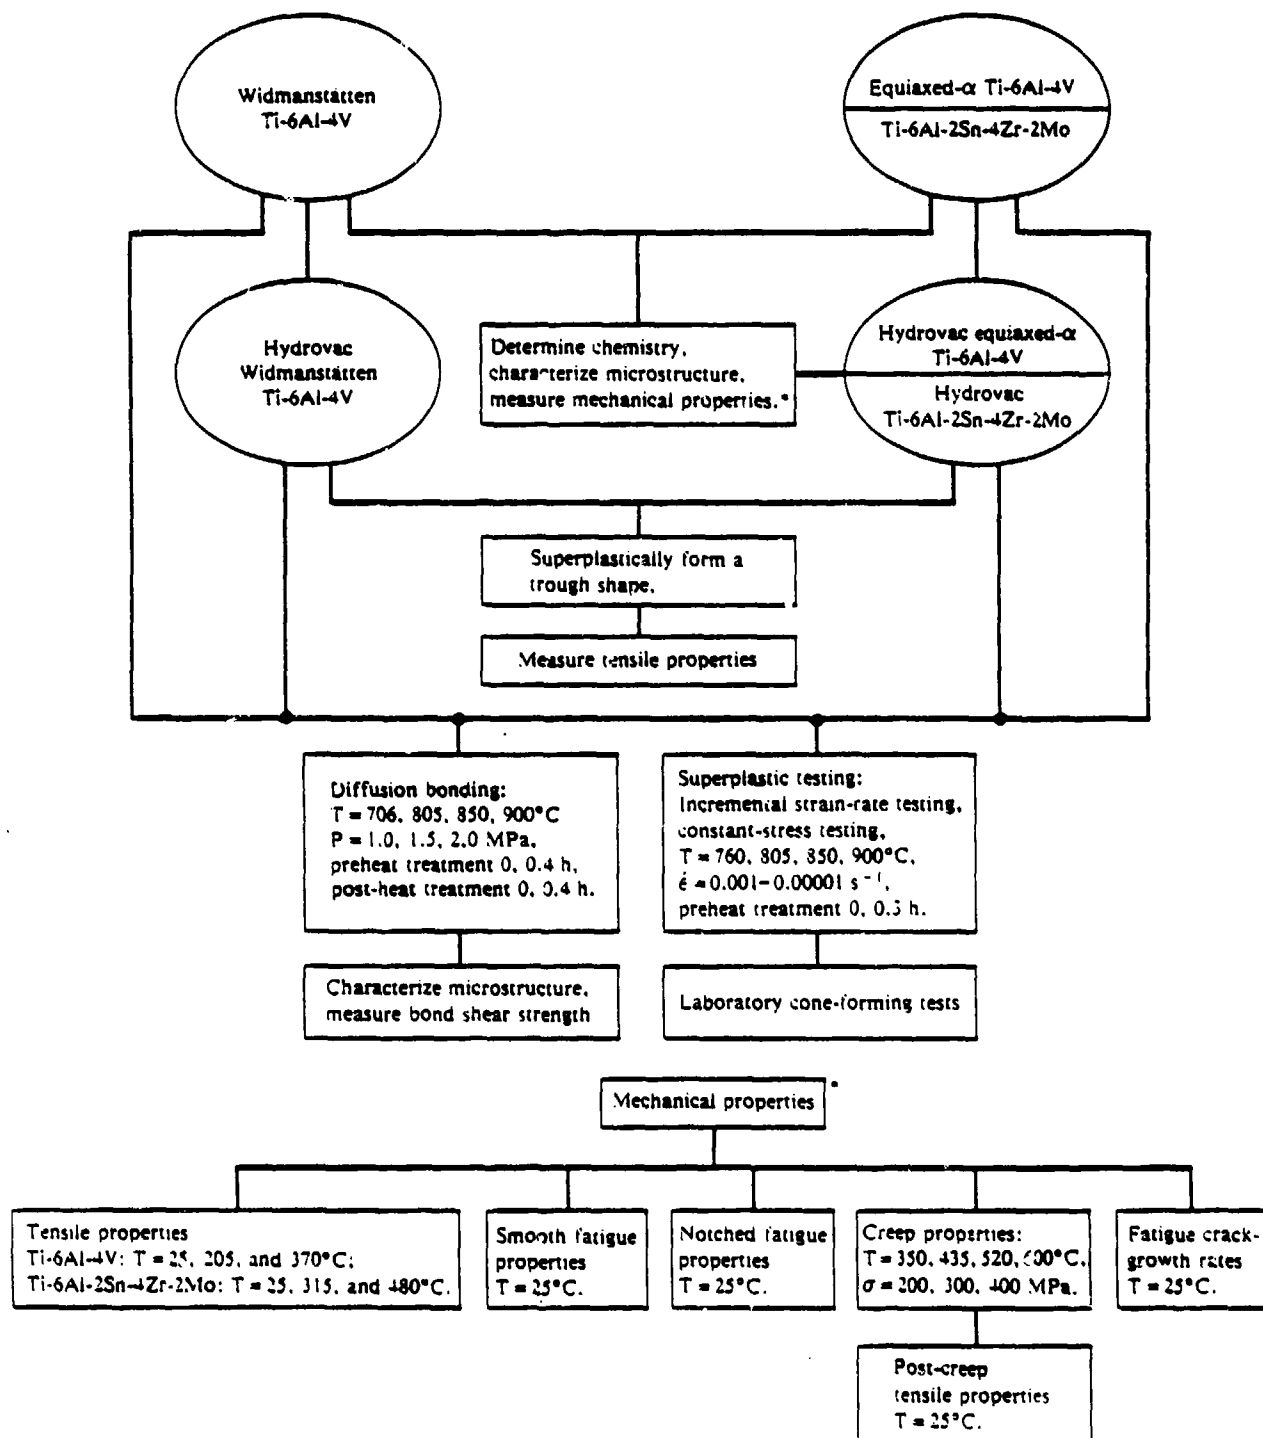 Widmanstätten
Ti-6Al-4V
Equiaxed-α Ti-6Al-4V
Ti-6Al-2Sn-4Zr-2Mo
Hydrovac
Widmanstätten
Ti-6Al-4V
Determine chemistry,
characterize microstructure,
measure mechanical properties.*
Hydrovac equiaxed-α
Ti-6Al-4V
Hydrovac
Ti-6Al-2Sn-4Zr-2Mo
Superplastically form a
trough shape.
Measure tensile properties
Diffusion bonding:
T = 706, 805, 850, 900°C
P = 1.0, 1.5, 2.0 MPa,
preheat treatment 0, 0.4 h,
post-heat treatment 0, 0.4 h.
Superplastic testing:
Incremental strain-rate testing,
constant-stress testing,
T = 760, 805, 850, 900°C,
ε̇ = 0.001-0.00001 s⁻¹,
preheat treatment 0, h.
Characterize microstructure,
measure bond shear strength
Laboratory cone-forming tests
Mechanical properties *
Tensile properties
Ti-6Al-4V: T = 25, 205, and 370°C;
Ti-6Al-2Sn-4Zr-2Mo: T = 25, 315, and 480°C.
Smooth fatigue
properties
T = 25°C.
Notched fatigue
properties
T = 25°C.
Creep properties:
T = 350, 435, 520, 600°C,
σ = 200, 300, 400 MPa.
Fatigue crack-
growth rates
T = 25°C.
Post-creep
tensile properties
T = 25°C.